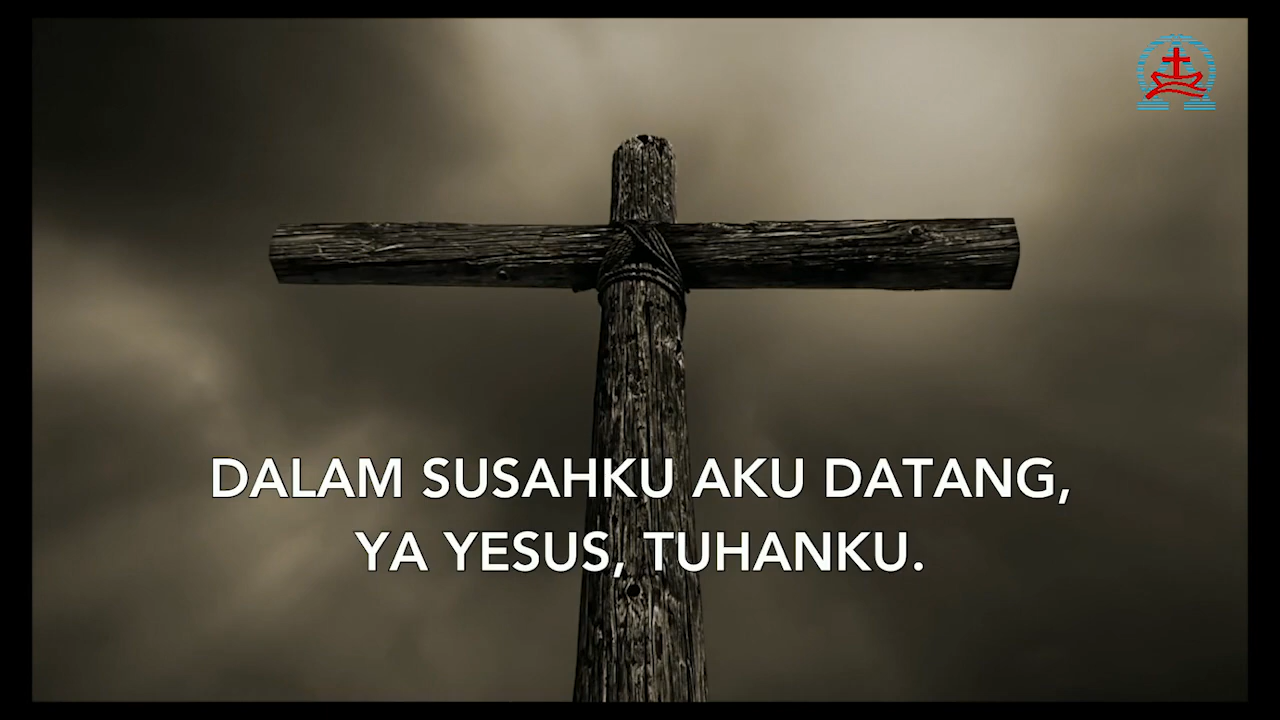 DALAM SUSAHKU AKU DATANG,
YA YESUS, TUHANKU.